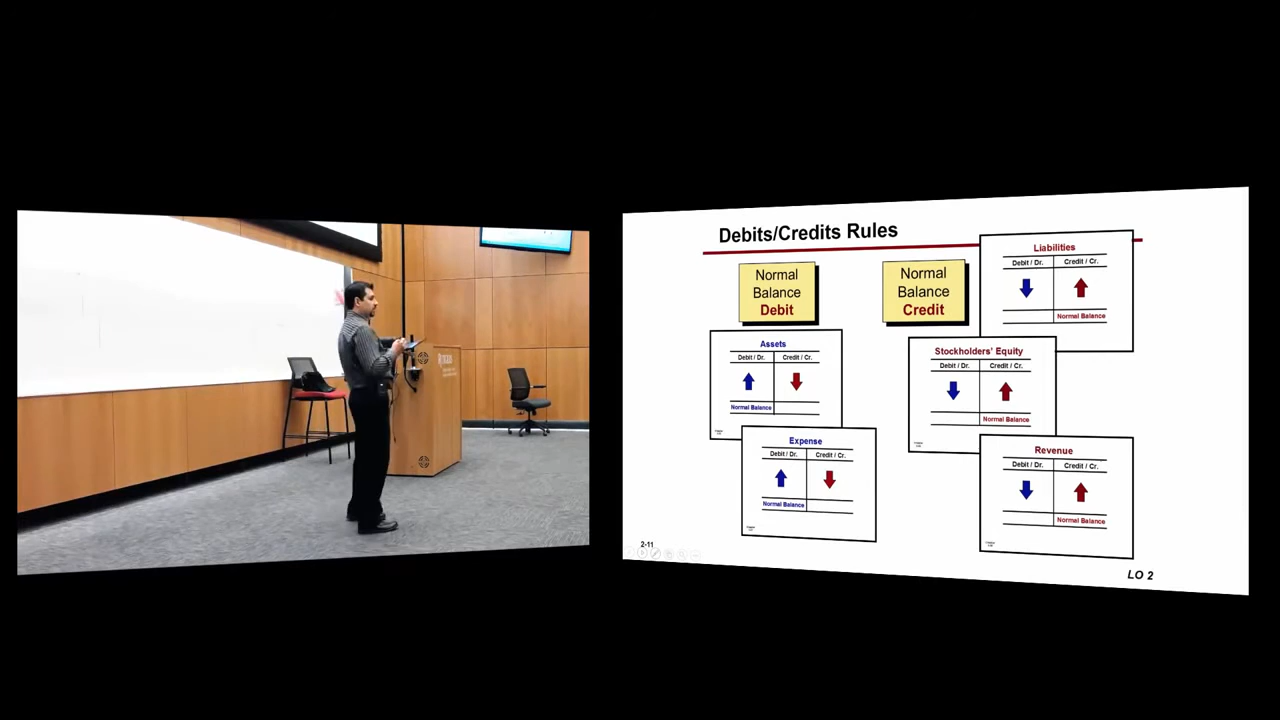 Debits/Credits Rules
Normal
Balance
Debit
Normal
Balance
Credit
Liabilities
Debit / Dr.
Credit / Cr.
Normal Balance
Assets
Debit / Dr.
Credit / Cr.
Normal Balance
Stockholders' Equity
Debit / Dr.
Credit / Cr.
Normal Balance
Expense
Debit / Dr.
Credit / Cr.
Normal Balance
Revenue
Debit / Dr.
Credit / Cr.
Normal Balance
2-11
LO 2